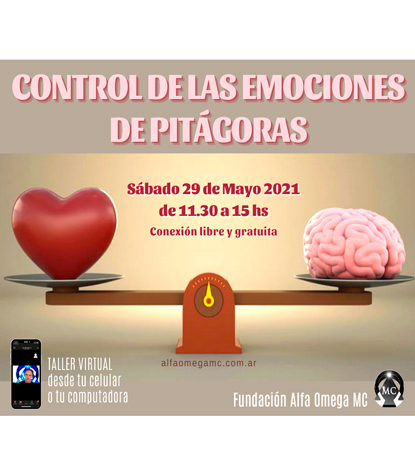 CONTROL DE LAS EMOCIONES
DE PITÁGORAS
Sábado 29 de Mayo 2021
de 11.30 a 15 hs
Conexión libre y gratuita
alfaomegamc.com.ar
TALLER VIRTUAL
desde tu celular
o tu computadora
Fundación Alfa Omega MC
MC